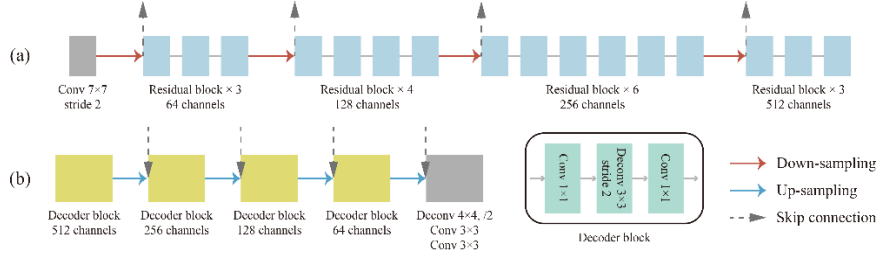 (a)
Conv 7×7
stride 2
Residual block × 3
64 channels
Residual block × 4
128 channels
Residual block × 6
256 channels
Residual block × 3
512 channels
(b)
Decoder block
512 channels
Decoder block
256 channels
Decoder block
128 channels
Decoder block
64 channels
Deconv 4×4, /2
Conv 3×3
Conv 3×3
Conv 1×1
Deconv 3×3
stride 2
Conv 1×1
Decoder block
Down-sampling
Up-sampling
Skip connection